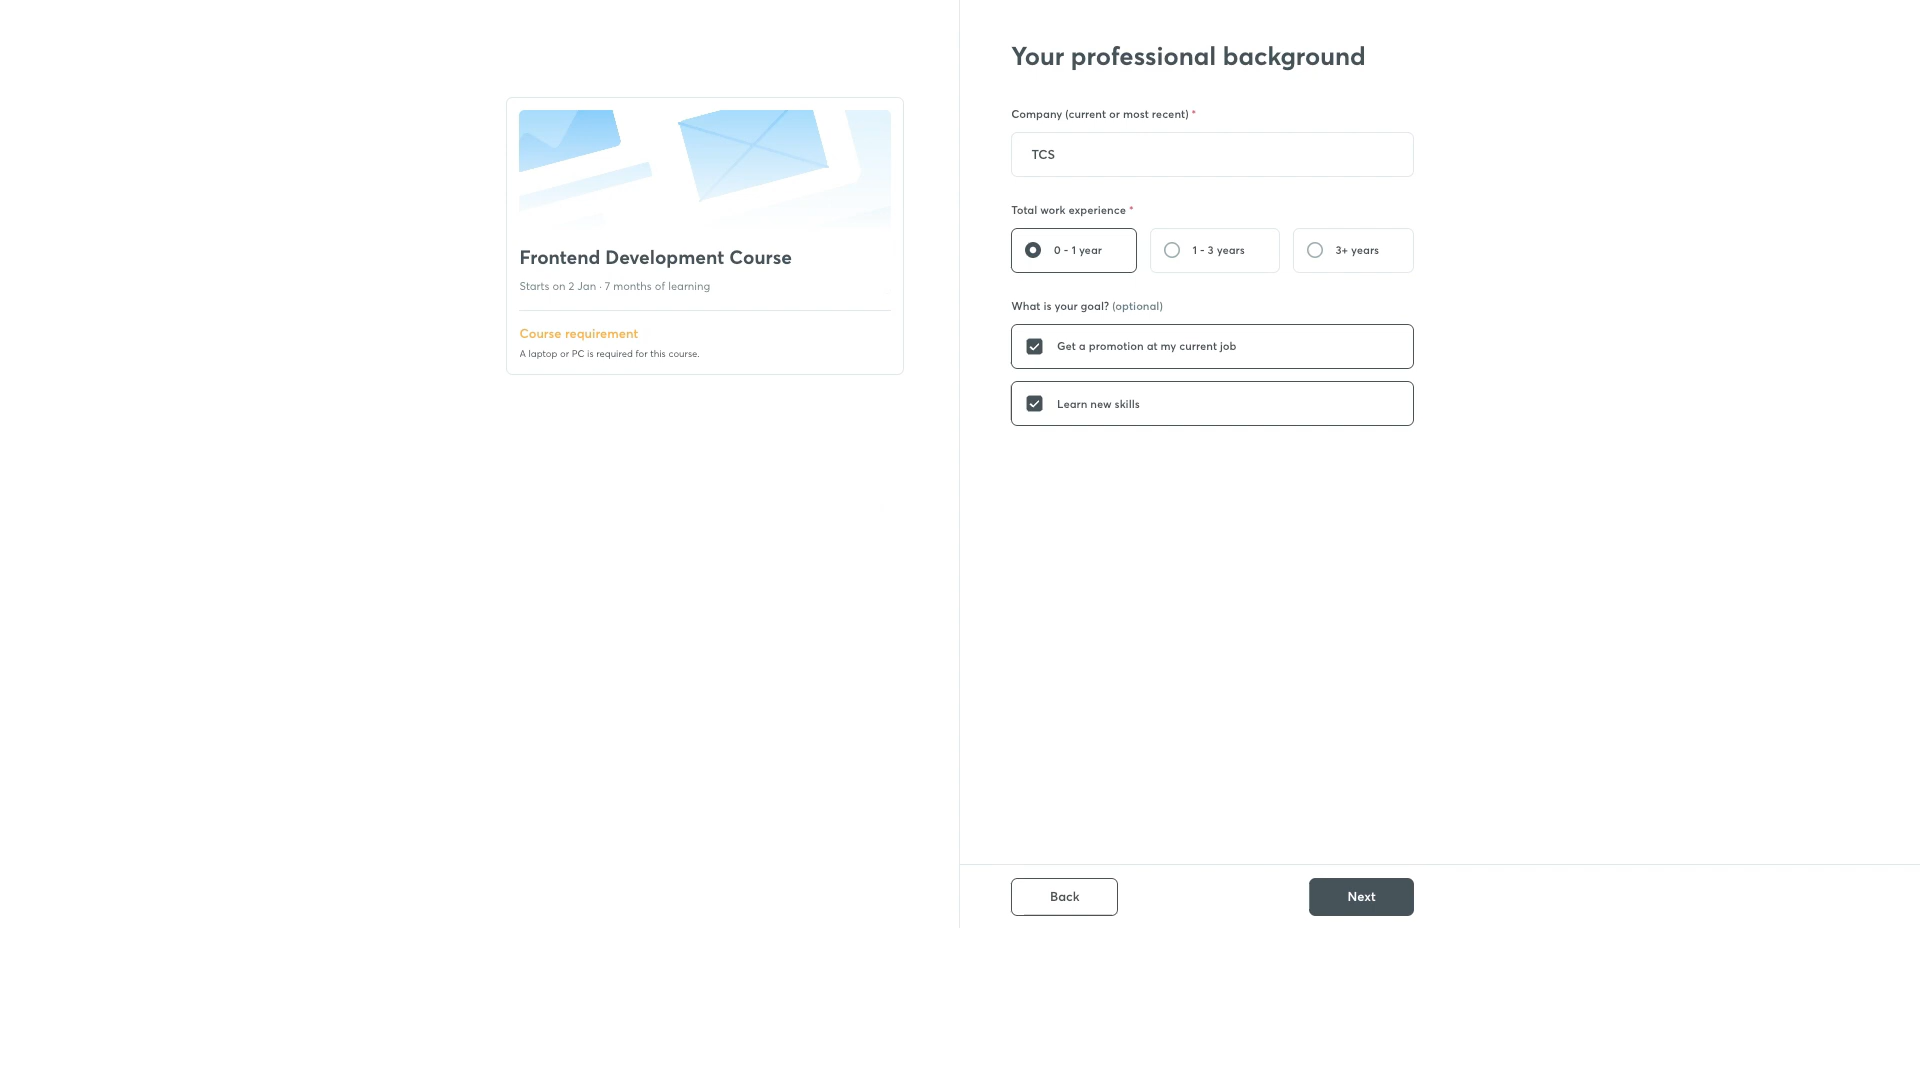 Frontend Development Course
Starts on 2 Jan · 7 months of learning
Course requirement
A laptop or PC is required for this course.
Your professional background
Company (current or most recent) *
TCS
Total work experience *
0 - 1 year
1 - 3 years
3+ years
What is your goal? (optional)
Get a promotion at my current job
Learn new skills
Back
Next